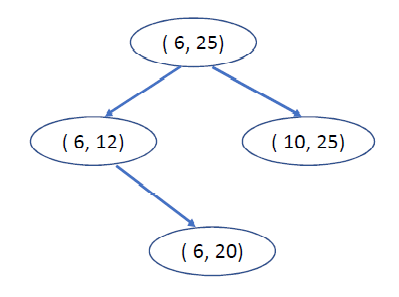 ( 6, 25)
( 6, 12)
( 10, 25)
( 6, 20)